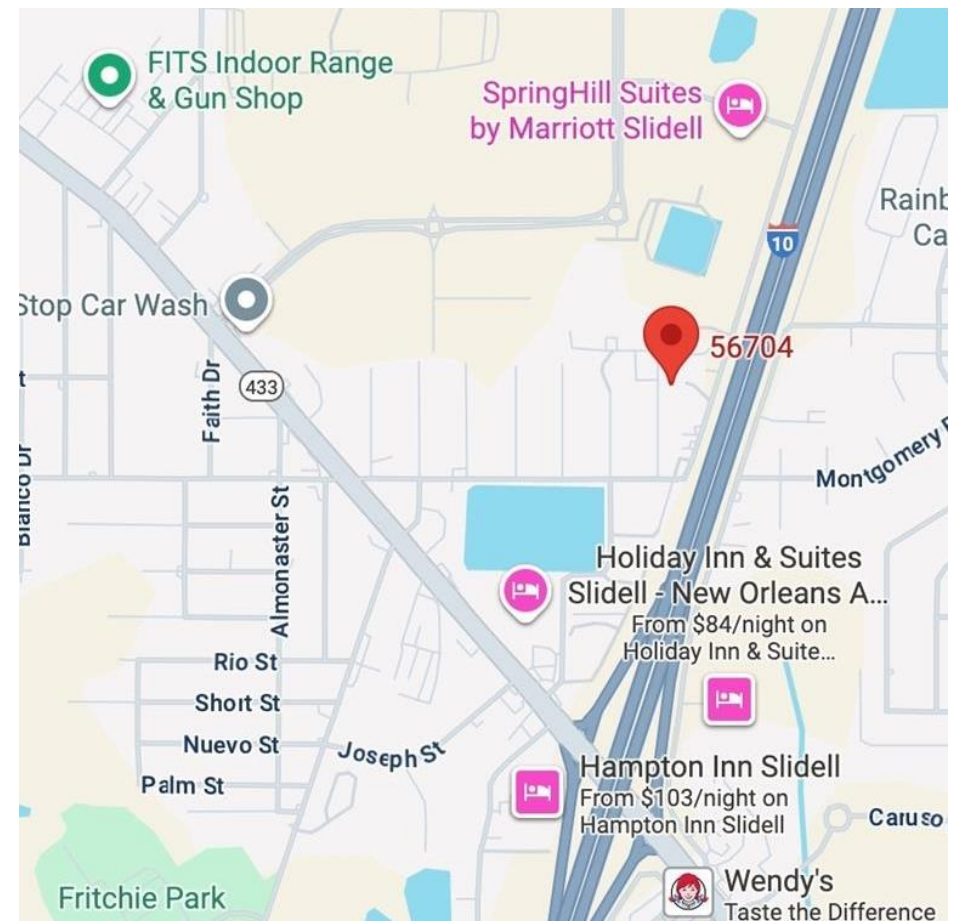 FITS Indoor Range
& Gun Shop
SpringHill Suites
by Marriott Slidell
10
Rainb
Ca
Stop Car Wash
56704
433
Faith Dr
t
Blanco Dr
Montgomery
Almonaster St
Holiday Inn & Suites
Slidell - New Orleans A...
From $84/night on
Holiday Inn & Suite...
Rio St
Short St
Nuevo St
Palm St
Joseph St
Hampton Inn Slidell
From $103/night on
Hampton Inn Slidell
Caruso
Fritchie Park
Wendy's
Taste the Difference